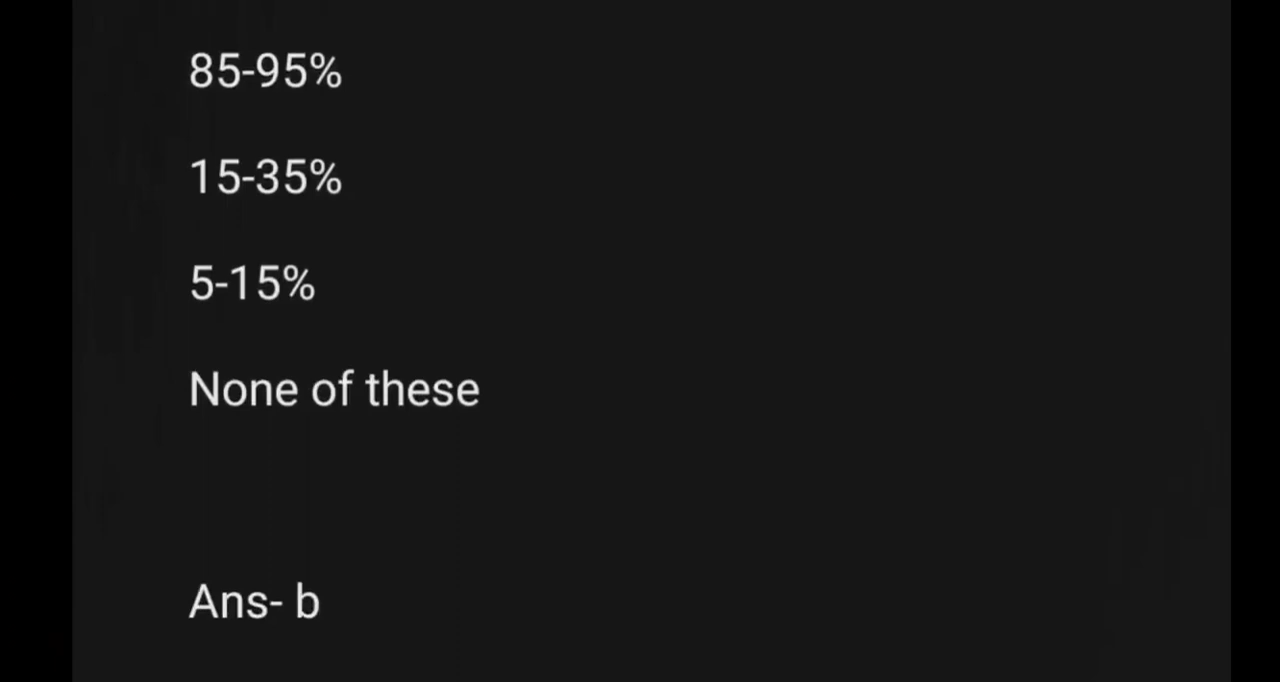 85-95%
15-35%
5-15%
None of these
Ans- b